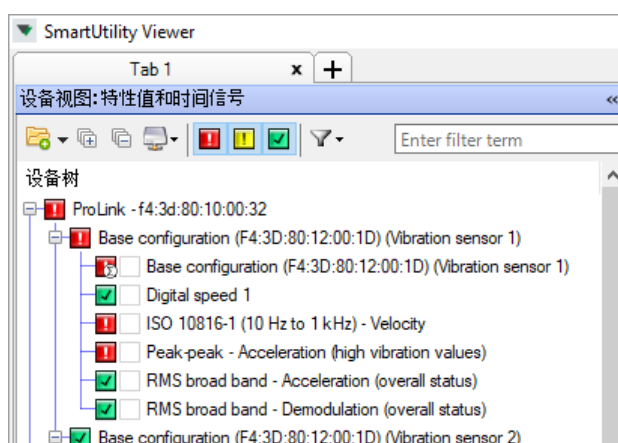 SmartUtility Viewer
Tab 1 x +
设备视图:特性值和时间信号 «
Enter filter term
设备树
ProLink - f4:3d:80:10:00:32
Base configuration (F4:3D:80:12:00:1D) (Vibration sensor 1)
Base configuration (F4:3D:80:12:00:1D) (Vibration sensor 1)
Digital speed 1
ISO 10816-1 (10 Hz to 1 kHz) - Velocity
Peak-peak - Acceleration (high vibration values)
RMS broad band - Acceleration (overall status)
RMS broad band - Demodulation (overall status)
Base configuration (F4:3D:80:12:00:1D) (Vibration sensor 2)